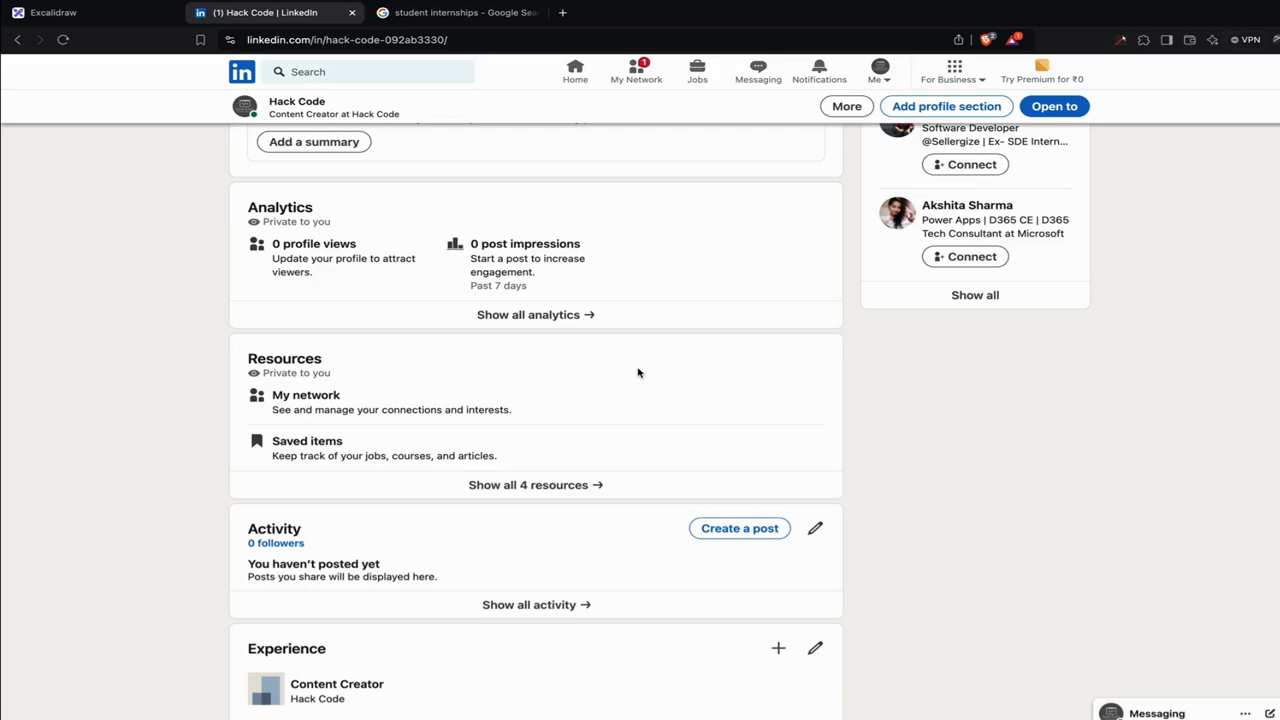 Excalidraw
(1) Hack Code | LinkedIn
student internships - Google Sea
linkedin.com/in/hack-code-092ab3330/
2
1
VPN
in
Search
Home
1
My Network
Jobs
Messaging
Notifications
Me
For Business
Try Premium for ₹0
Hack Code
Content Creator at Hack Code
More
Add profile section
Open to
Add a summary
Analytics
Private to you
0 profile views
Update your profile to attract
viewers.
0 post impressions
Start a post to increase
engagement.
Past 7 days
Show all analytics →
Resources
Private to you
My network
See and manage your connections and interests.
Saved items
Keep track of your jobs, courses, and articles.
Show all 4 resources →
Activity
0 followers
Create a post
You haven't posted yet
Posts you share will be displayed here.
Show all activity →
Experience
Content Creator
Hack Code
Software Developer
@Sellergize | Ex- SDE Intern...
Connect
Akshita Sharma
Power Apps | D365 CE | D365
Tech Consultant at Microsoft
Connect
Show all
Messaging